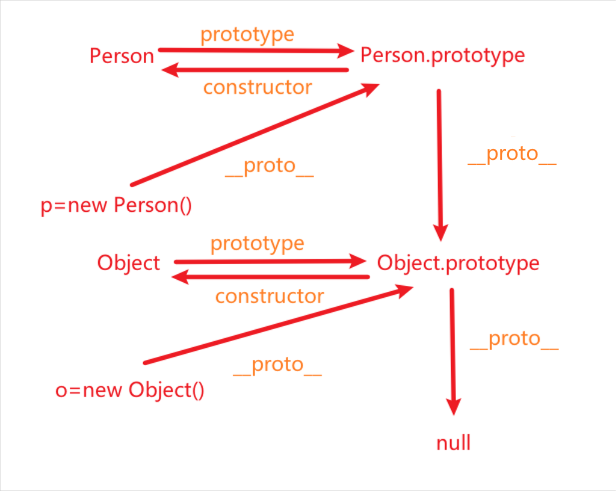 prototype
Person
Person.prototype
constructor
__proto__
__proto__
p=new Person()
prototype
Object
Object.prototype
constructor
__proto__
__proto__
o=new Object()
null